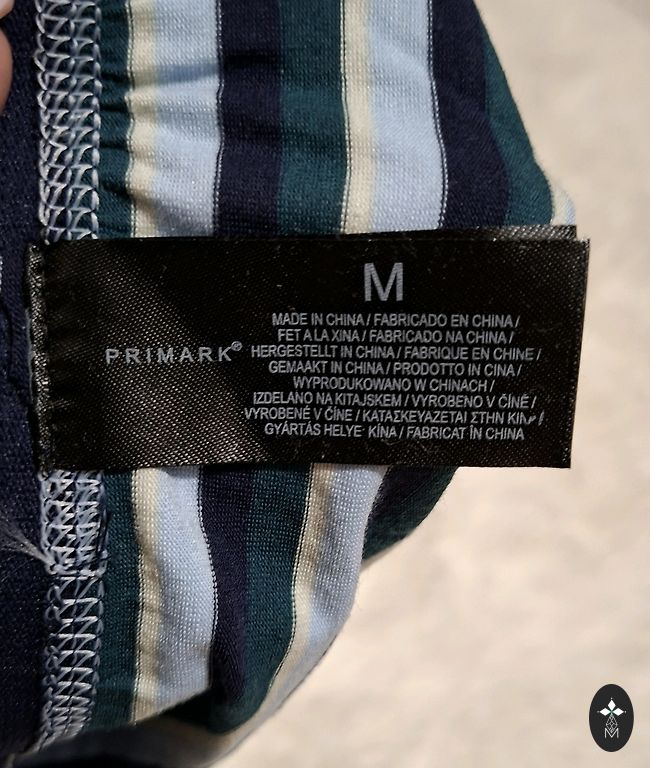 M
PRIMARK®
MADE IN CHINA / FABRICADO EN CHINA /
FET A LA XINA / FABRICADO NA CHINA /
HERGESTELLT IN CHINA / FABRIQUE EN CHINE /
GEMAAKT IN CHINA / PRODOTTO IN CINA /
WYPRODUKOWANO W CHINACH /
IZDELANO NA KITAJSKEM / VYROBENO V ČÍNĚ /
VYROBENÉ V ČÍNE / ΚΑΤΑΣΚΕΥΑΖΕΤΑΙ ΣΤΗΝ
GYÁRTÁS HELYE KÍNA / FABRICAT ÎN CHINA
M